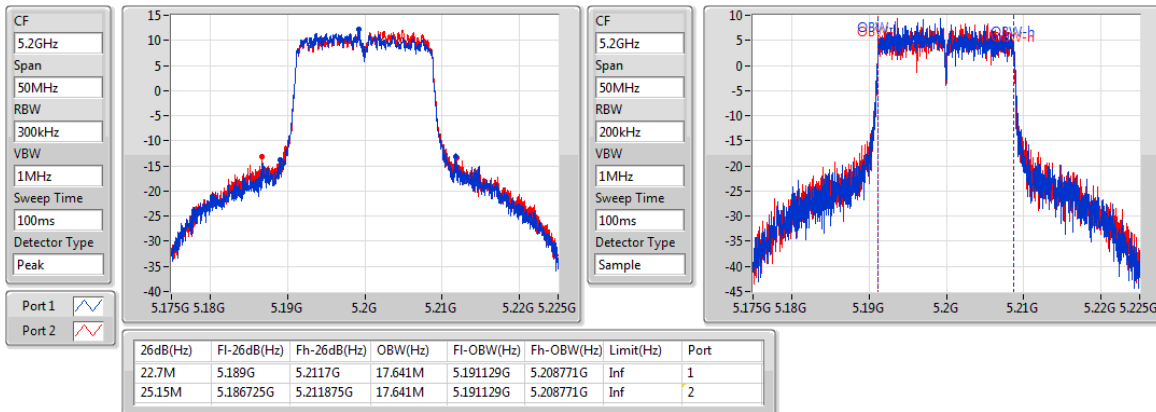 CF
5.2GHz
Span
50MHz
RBW
300kHz
VBW
1MHz
Sweep Time
100ms
Detector Type
Peak
15
10
5
0
-5
-10
-15
-20
-25
-30
-35
-40
5.175G 5.18G 5.19G 5.2G 5.21G 5.22G 5.225G
CF
5.2GHz
Span
50MHz
RBW
200kHz
VBW
1MHz
Sweep Time
100ms
Detector Type
Sample
10
5
0
-5
-10
-15
-20
-25
-30
-35
-40
-45
OBW-h
5.175G 5.18G 5.19G 5.2G 5.21G 5.22G 5.225G
Port 1
Port 2
26dB(Hz) Fl-26dB(Hz) Fh-26dB(Hz) OBW(Hz) Fl-OBW(Hz) Fh-OBW(Hz) Limit(Hz) Port
22.7M 5.189G 5.2117G 17.641M 5.191129G 5.208771G Inf 1
25.15M 5.186725G 5.211875G 17.641M 5.191129G 5.208771G Inf 2